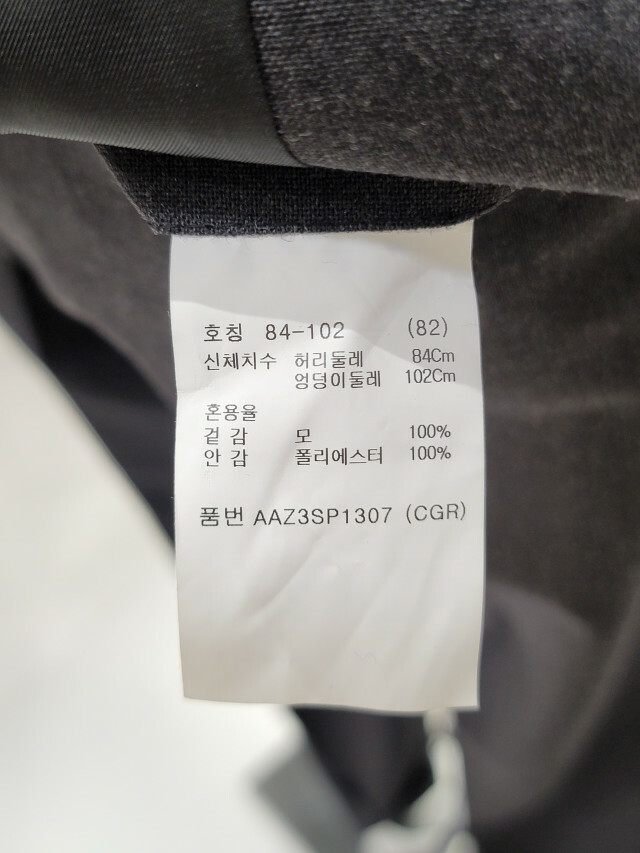 호칭 84-102 (82)
신체치수 허리둘레 84Cm
엉덩이둘레 102Cm
혼용율
겉 감 모 100%
안 감 폴리에스터 100%
품번 AAZ3SP1307 (CGR)